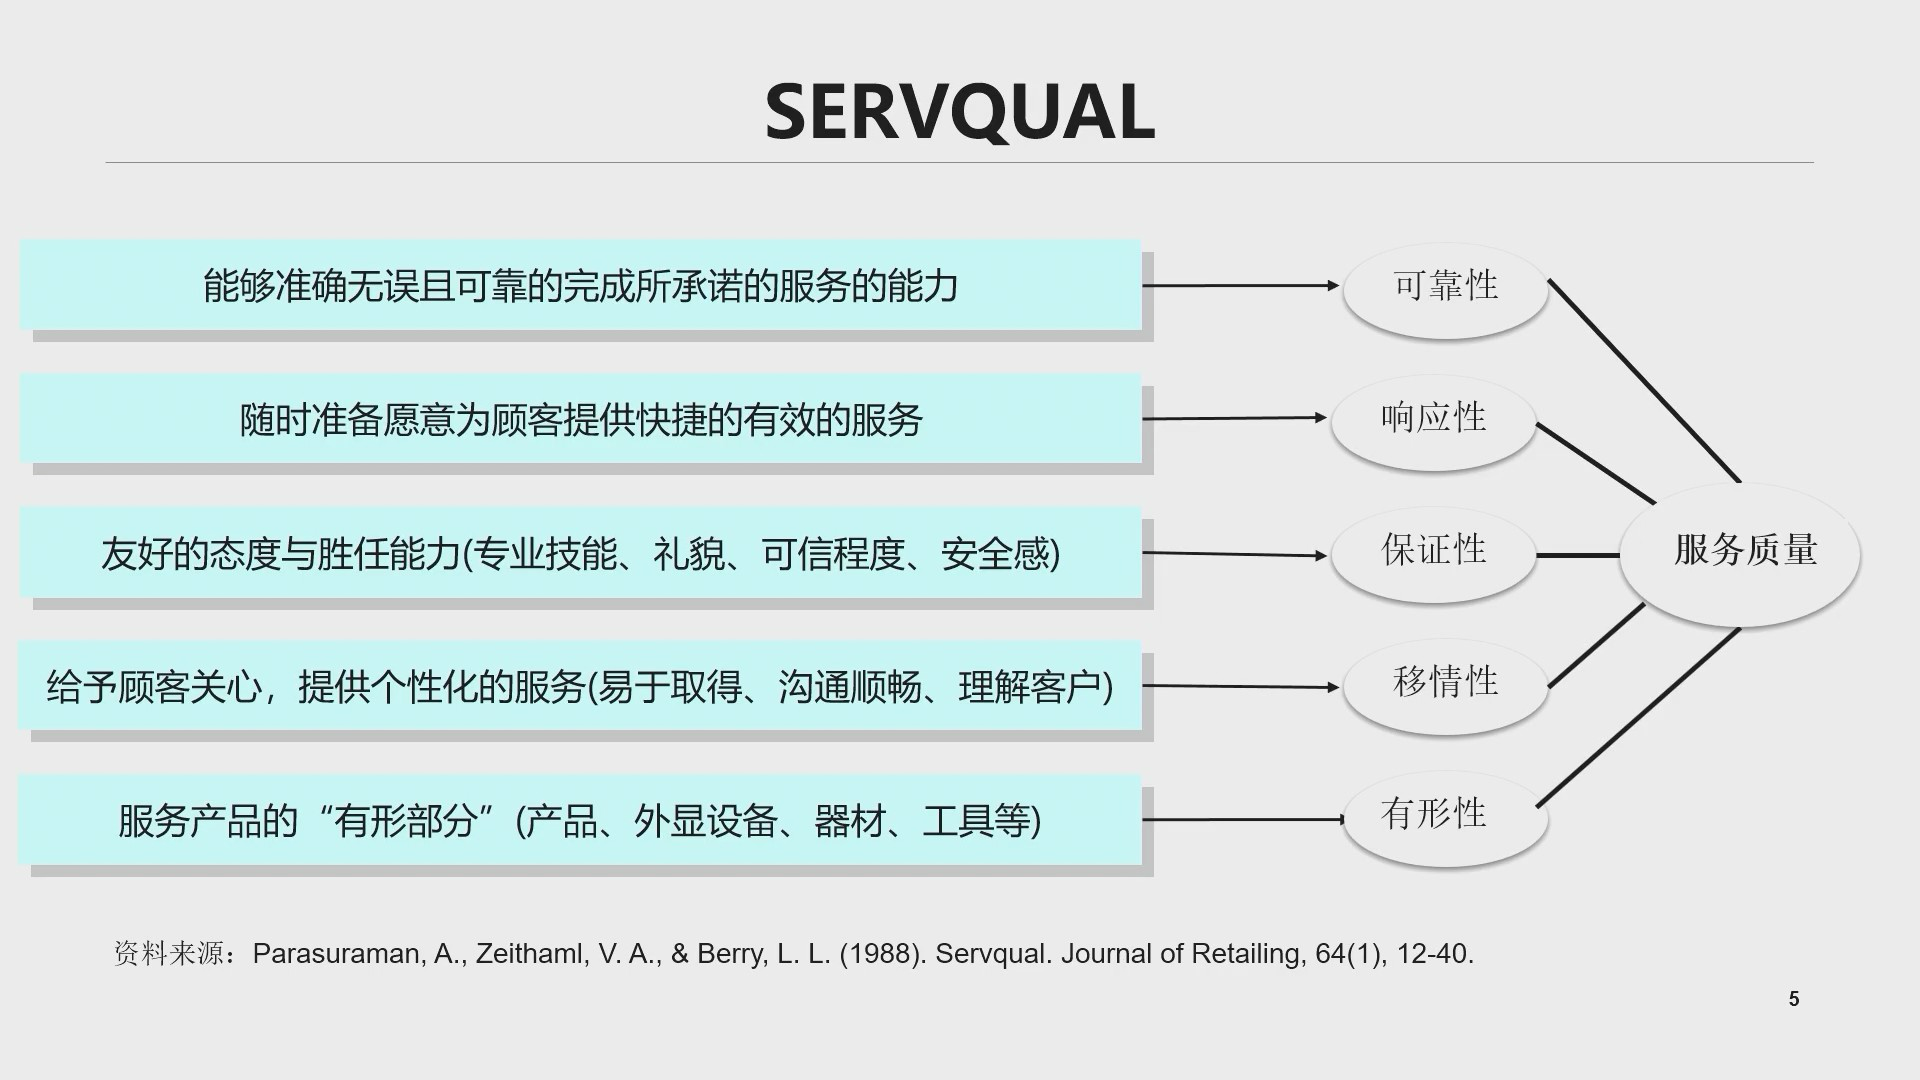 SERVQUAL
能够准确无误且可靠的完成所承诺的服务的能力
可靠性
随时准备愿意为顾客提供快捷的有效的服务
响应性
友好的态度与胜任能力(专业技能、礼貌、可信程度、安全感)
保证性
服务质量
给予顾客关心，提供个性化的服务(易于取得、沟通顺畅、理解客户)
移情性
服务产品的“有形部分”(产品、外显设备、器材、工具等)
有形性
资料来源：Parasuraman, A., Zeithaml, V. A., & Berry, L. L. (1988). Servqual. Journal of Retailing, 64(1), 12-40.
5